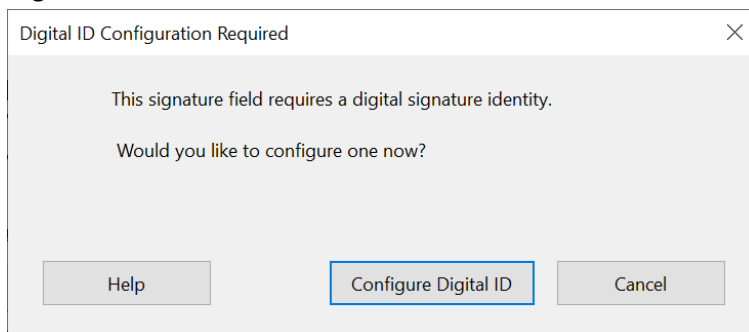 Digital ID Configuration Required
This signature field requires a digital signature identity.
Would you like to configure one now?
Help
Configure Digital ID
Cancel